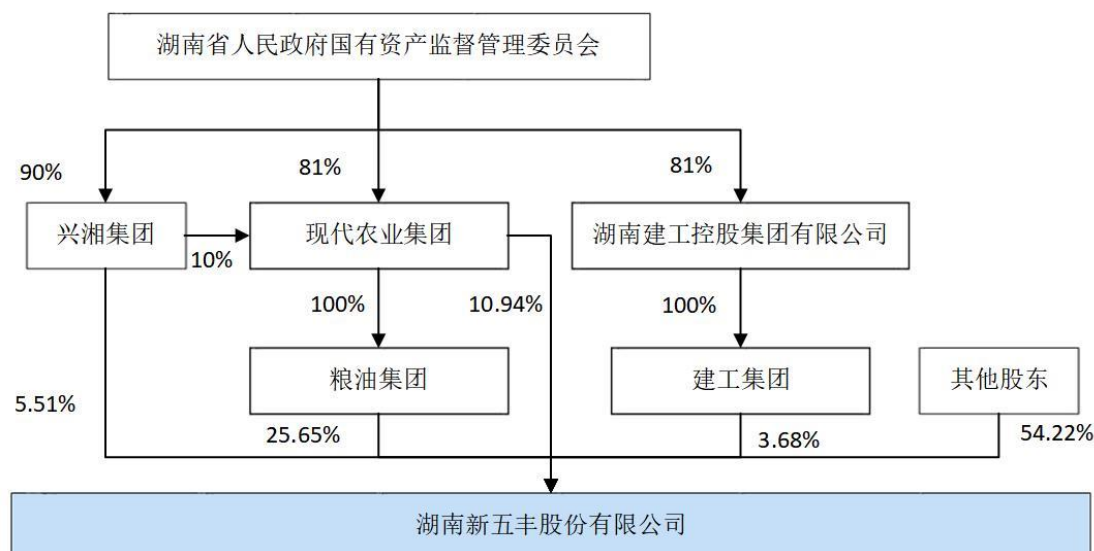 湖南省人民政府国有资产监督管理委员会
90%
81%
81%
兴湘集团
现代农业集团
湖南建工控股集团有限公司
10%
100%
10.94%
100%
粮油集团
建工集团
其他股东
5.51%
25.65%
3.68%
54.22%
湖南新五丰股份有限公司